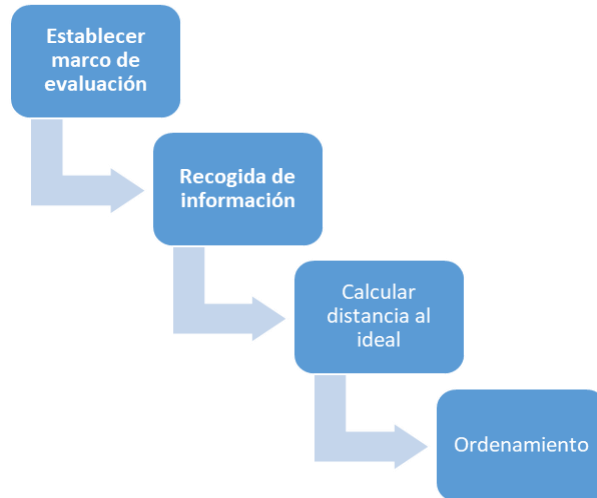 Establecer
marco de
evaluación
Recogida de
información
Calcular
distancia al
ideal
Ordenamiento